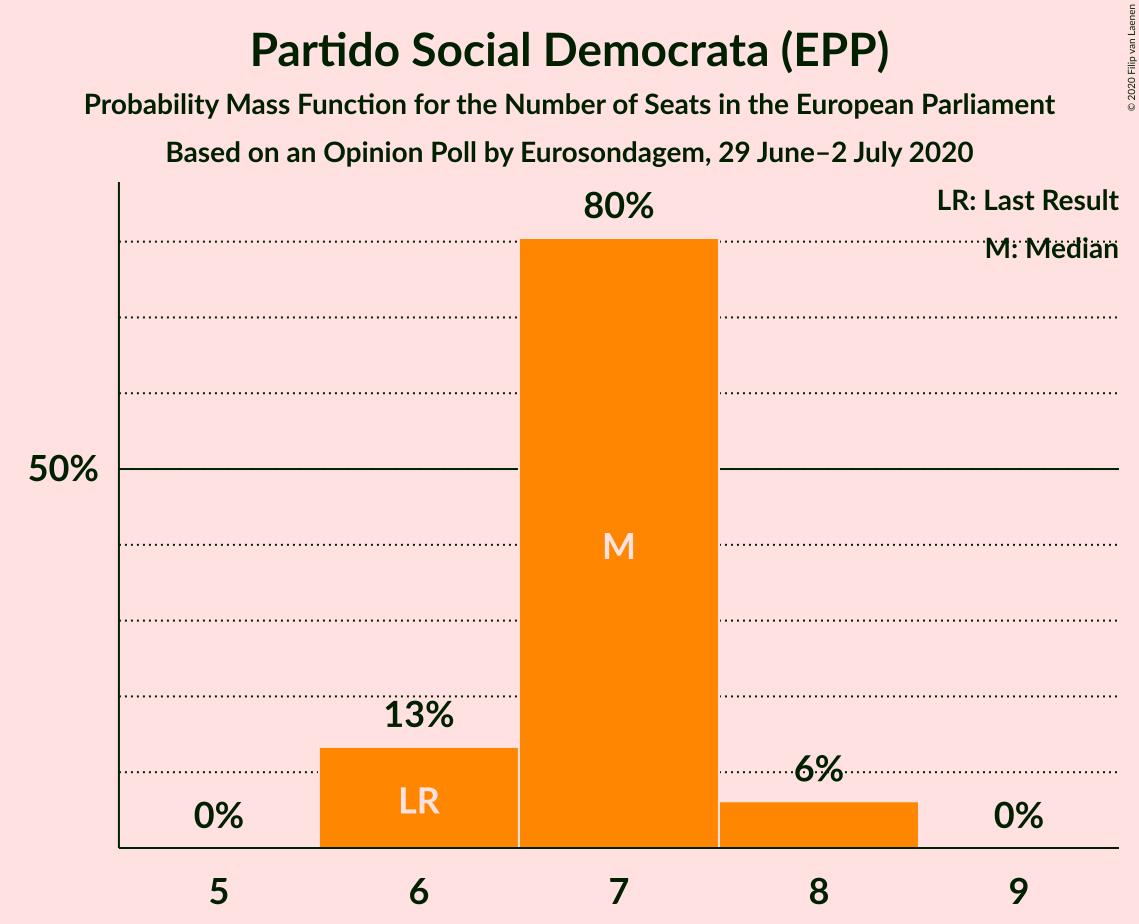 Partido Social Democrata (EPP)
Probability Mass Function for the Number of Seats in the European Parliament
Based on an Opinion Poll by Eurosondagem, 29 June–2 July 2020
© 2020 Filip van Laenen
LR: Last Result
M: Median
80%
50%
M
13%
LR
6%
0%
0%
5 6 7 8 9